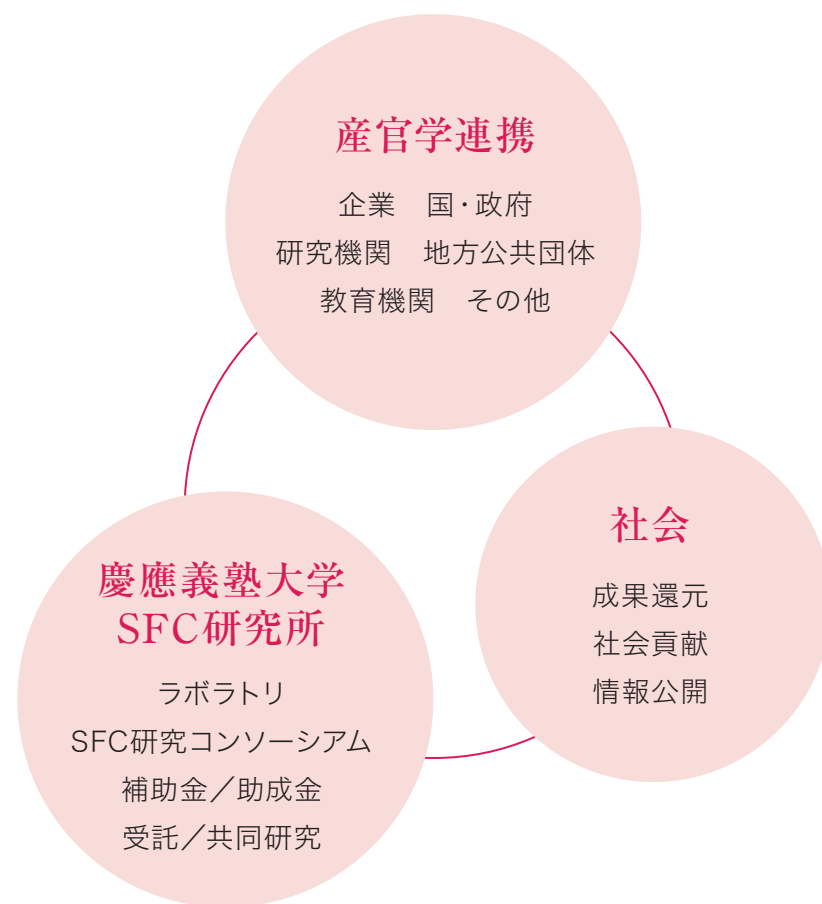 産官学連携
企業　国・政府
研究機関　地方公共団体
教育機関　その他
社会
成果還元
社会貢献
情報公開
慶應義塾大学
SFC研究所
ラボラトリ
SFC研究コンソーシアム
補助金／助成金
受託／共同研究